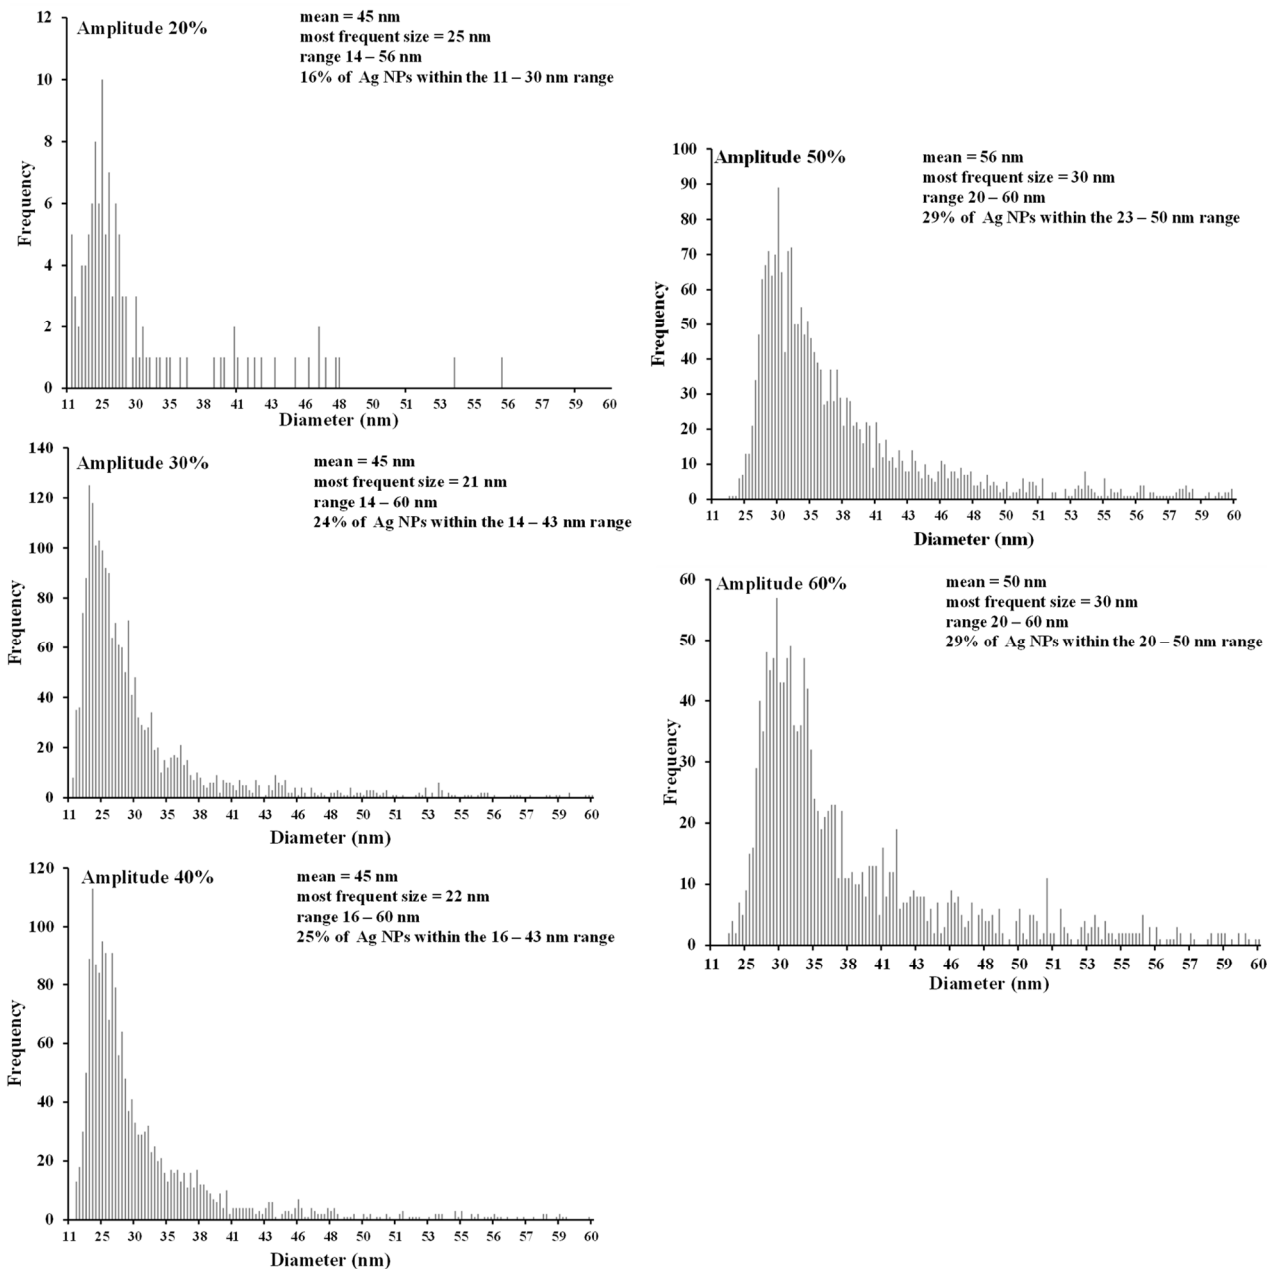 Amplitude 20%
mean = 45 nm
most frequent size = 25 nm
range 14 – 56 nm
16% of Ag NPs within the 11 – 30 nm range
12
10
8
6
4
2
0
Frequency
11 25 30 35 38 41 43 46 48 50 51 53 55 56 57 59 60
Diameter (nm)
Amplitude 30%
mean = 45 nm
most frequent size = 21 nm
range 14 – 60 nm
24% of Ag NPs within the 14 – 43 nm range
140
120
100
80
60
40
20
0
Frequency
11 25 30 35 38 41 43 46 48 50 51 53 55 56 57 59 60
Diameter (nm)
Amplitude 40%
mean = 45 nm
most frequent size = 22 nm
range 16 – 60 nm
25% of Ag NPs within the 16 – 43 nm range
120
100
80
60
40
20
0
Frequency
11 25 30 35 38 41 43 46 48 50 51 53 55 56 57 59 60
Diameter (nm)
Amplitude 50%
mean = 56 nm
most frequent size = 30 nm
range 20 – 60 nm
29% of Ag NPs within the 23 – 50 nm range
100
90
80
70
60
50
40
30
20
10
0
Frequency
11 25 30 35 38 41 43 46 48 50 51 53 55 56 57 59 60
Diameter (nm)
Amplitude 60%
mean = 50 nm
most frequent size = 30 nm
range 20 – 60 nm
29% of Ag NPs within the 20 – 50 nm range
60
50
40
30
20
10
0
Frequency
11 25 30 35 38 41 43 46 48 50 51 53 55 56 57 59 60
Diameter (nm)